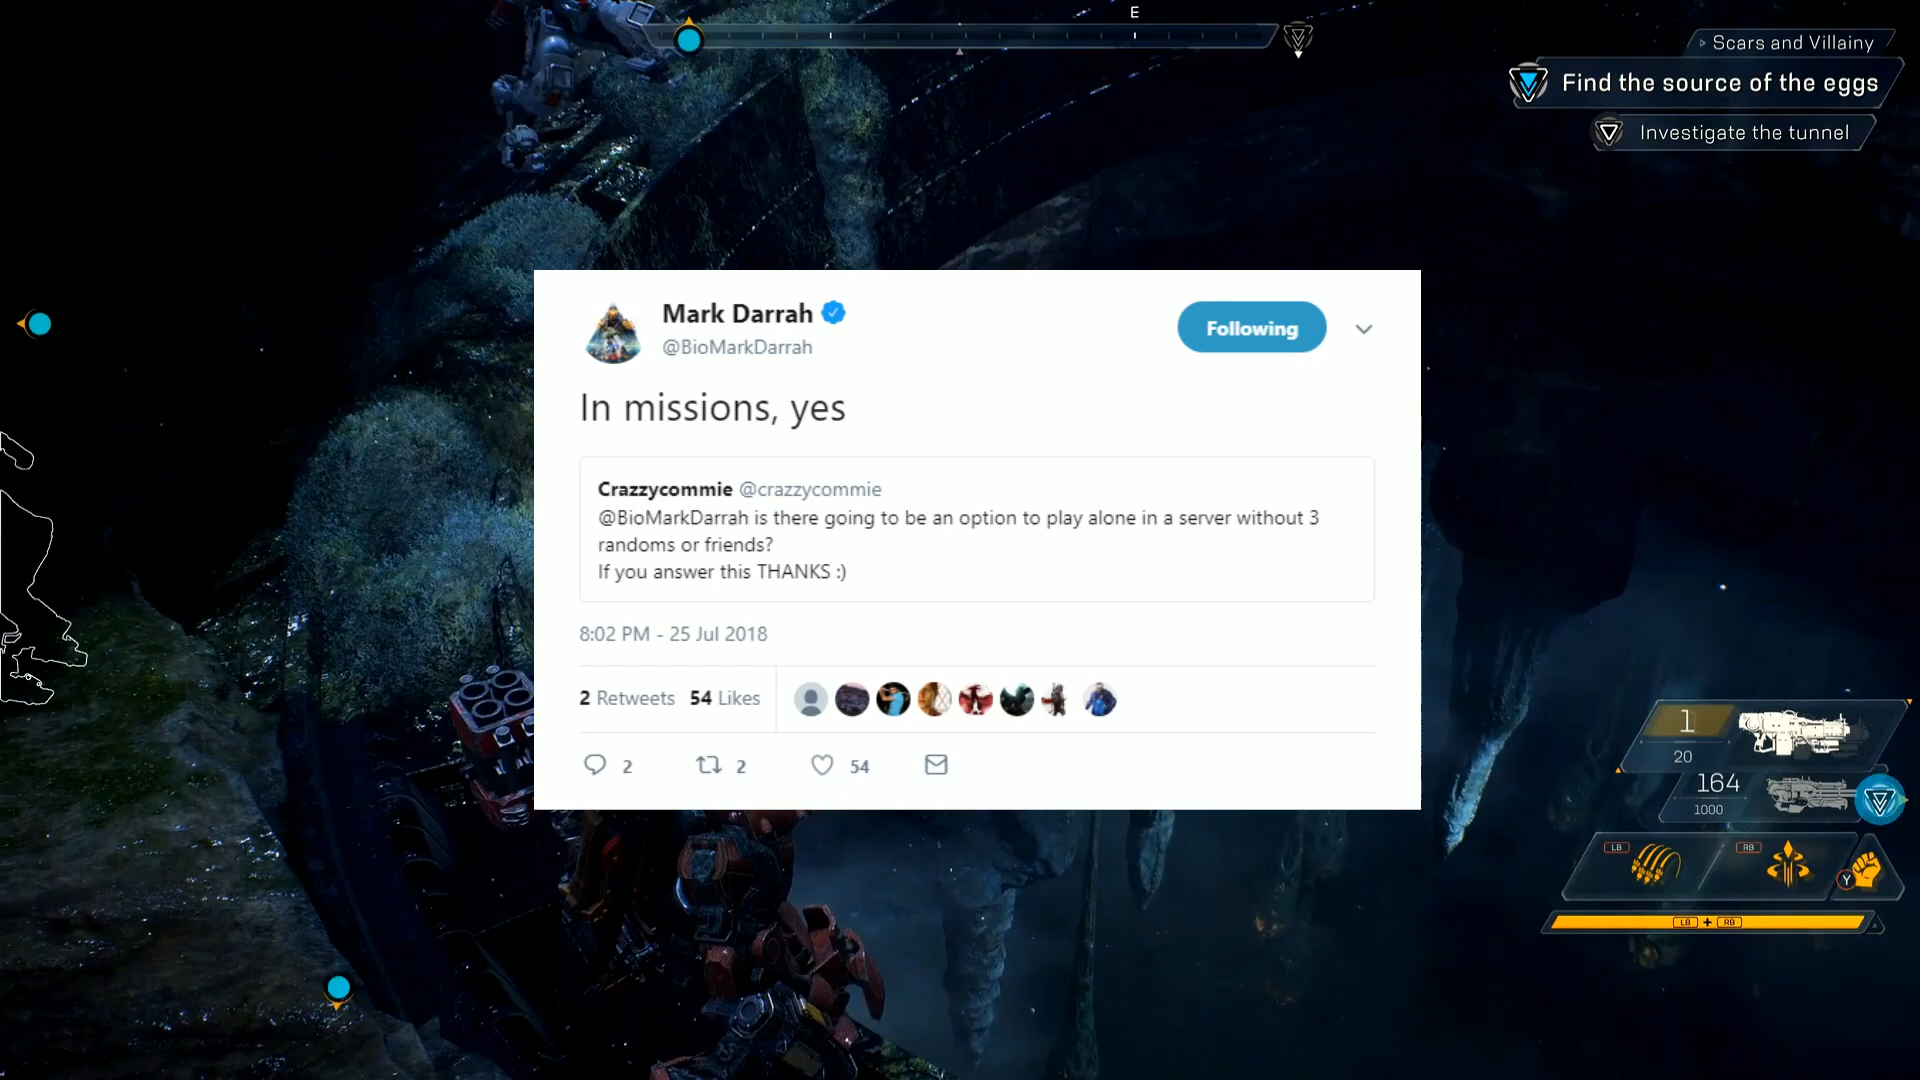 E
Scars and Villainy
Find the source of the eggs
Investigate the tunnel
Mark Darrah
@BioMarkDarrah
Following
In missions, yes
Crazzycommie @crazzycommie
@BioMarkDarrah is there going to be an option to play alone in a server without 3
randoms or friends?
If you answer this THANKS :)
8:02 PM - 25 Jul 2018
2 Retweets 54 Likes
2 2 54
1
20
164
1000
LB RB
Y
LB + RB